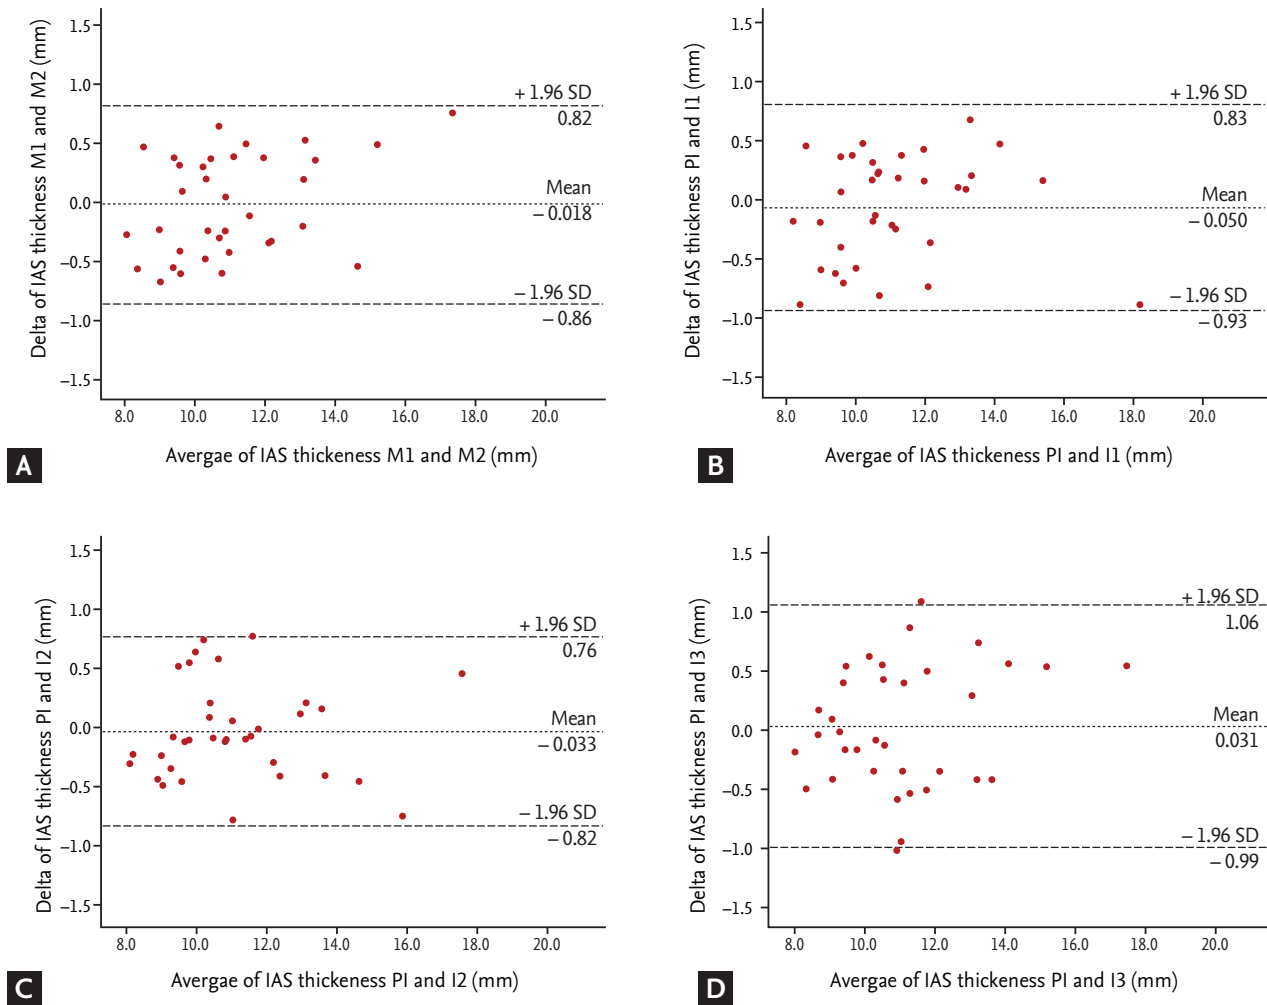 Delta of IAS thickness M1 and M2 (mm)
1.5
1.0
0.5
0.0
–0.5
–1.0
–1.5
+ 1.96 SD
0.82
Mean
– 0.018
– 1.96 SD
– 0.86
8.0 10.0 12.0 14.0 16.0 18.0 20.0
Avergae of IAS thickeness M1 and M2 (mm)
A
Delta of IAS thickness PI and I1 (mm)
1.5
1.0
0.5
0.0
–0.5
–1.0
–1.5
+ 1.96 SD
0.83
Mean
– 0.050
– 1.96 SD
– 0.93
8.0 10.0 12.0 14.0 16.0 18.0 20.0
Avergae of IAS thickeness PI and I1 (mm)
B
Delta of IAS thickness PI and I2 (mm)
1.5
1.0
0.5
0.0
–0.5
–1.0
–1.5
+ 1.96 SD
0.76
Mean
– 0.033
– 1.96 SD
– 0.82
8.0 10.0 12.0 14.0 16.0 18.0 20.0
Avergae of IAS thickeness PI and I2 (mm)
C
Delta of IAS thickness PI and I3 (mm)
1.5
1.0
0.5
0.0
–0.5
–1.0
–1.5
+ 1.96 SD
1.06
Mean
0.031
– 1.96 SD
– 0.99
8.0 10.0 12.0 14.0 16.0 18.0 20.0
Avergae of IAS thickeness PI and I3 (mm)
D